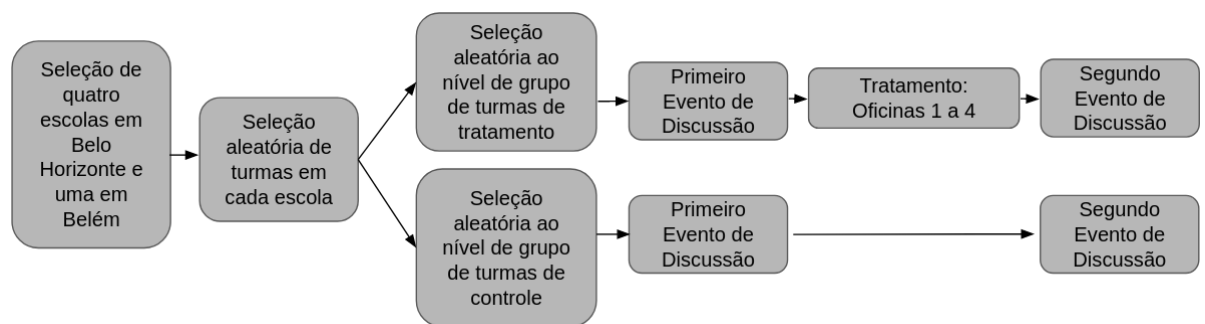 Seleção de
quatro
escolas em
Belo
Horizonte e
uma em
Belém
Seleção
aleatória de
turmas em
cada escola
Seleção
aleatória ao
nível de grupo
de turmas de
tratamento
Primeiro
Evento de
Discussão
Tratamento:
Oficinas 1 a 4
Segundo
Evento de
Discussão
Seleção
aleatória ao
nível de grupo
de turmas de
controle
Primeiro
Evento de
Discussão
Segundo
Evento de
Discussão